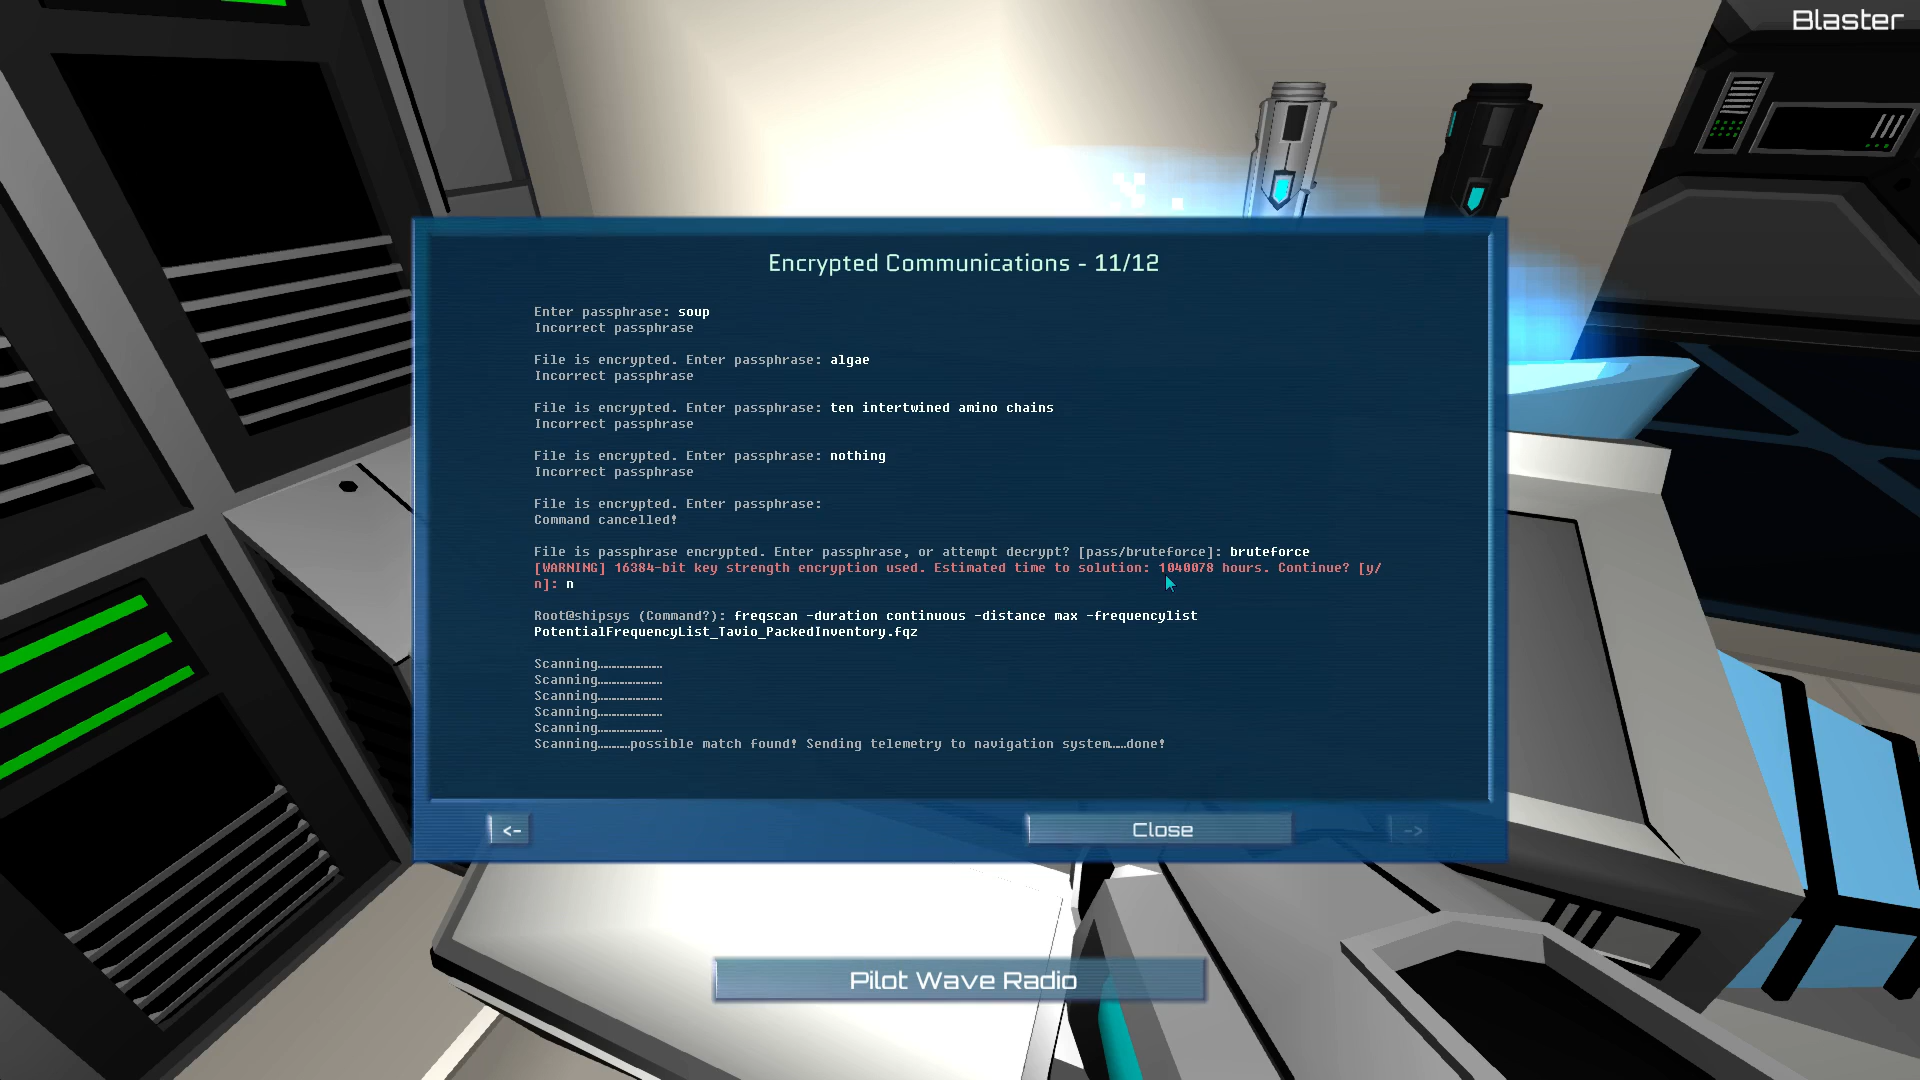 Blaster
Encrypted Communications - 11/12
Enter passphrase: soup
Incorrect passphrase
File is encrypted. Enter passphrase: algae
Incorrect passphrase
File is encrypted. Enter passphrase: ten intertwined amino chains
Incorrect passphrase
File is encrypted. Enter passphrase: nothing
Incorrect passphrase
File is encrypted. Enter passphrase:
Command cancelled!
File is passphrase encrypted. Enter passphrase, or attempt decrypt? [pass/bruteforce]: bruteforce
[WARNING] 16384-bit key strength encryption used. Estimated time to solution: 1040078 hours. Continue? [y/
n]: n
Root@shipsys (Command?): freqscan -duration continuous -distance max -frequencylist
PotentialFrequencyList_Tavio_PackedInventory.fqz
Scanning……………………
Scanning……………………
Scanning……………………
Scanning……………………
Scanning……………………
Scanning…………possible match found! Sending telemetry to navigation system……done!
<-
Close
->
Pilot Wave Radio